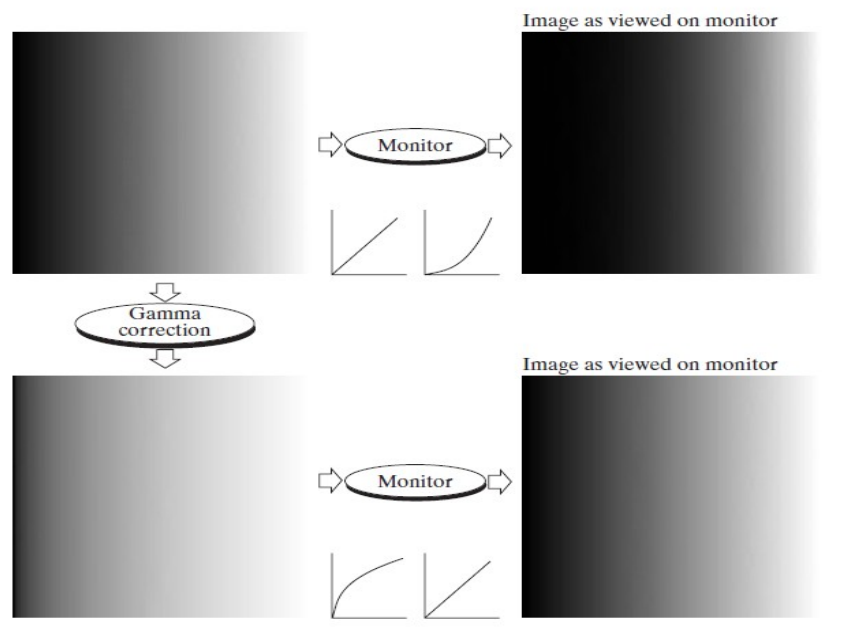 Image as viewed on monitor
Monitor
Gamma
correction
Image as viewed on monitor
Monitor